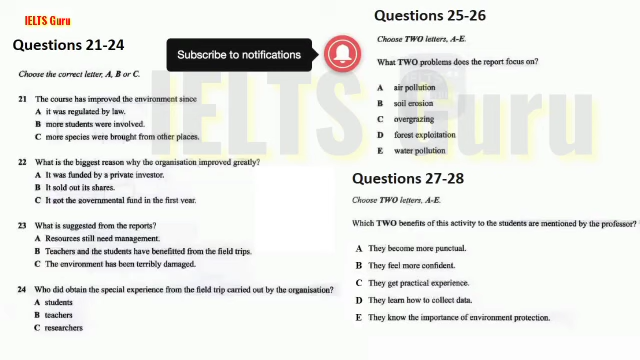 IELTS Guru
Questions 21-24
Subscribe to notifications
Choose the correct letter, A, B or C.
21 The course has improved the environment since
A it was regulated by law.
B more students were involved.
C more species were brought from other places.
22 What is the biggest reason why the organisation improved greatly?
A It was funded by a private investor.
B It sold out its shares.
C It got the governmental fund in the first year.
23 What is suggested from the reports?
A Resources still need management.
B Teachers and the students have benefitted from the field trips.
C The environment has been terribly damaged.
24 Who did obtain the special experience from the field trip carried out by the organisation?
A students
B teachers
C researchers
Questions 25-26
Choose TWO letters, A-E.
What TWO problems does the report focus on?
A air pollution
B soil erosion
C overgrazing
D forest exploitation
E water pollution
Questions 27-28
Choose TWO letters, A-E.
Which TWO benefits of this activity to the students are mentioned by the professor?
A They become more punctual.
B They feel more confident.
C They get practical experience.
D They learn how to collect data.
E They know the importance of environment protection.
IELTS Guru